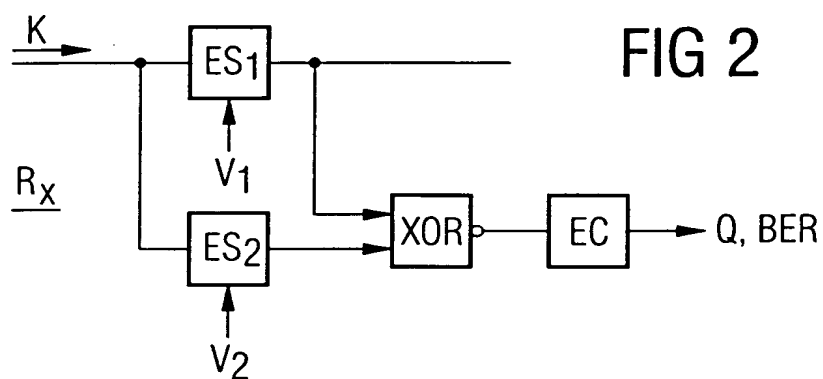 K
ES1
FIG 2
V1
RX
ES2
XOR
EC
Q, BER
V2